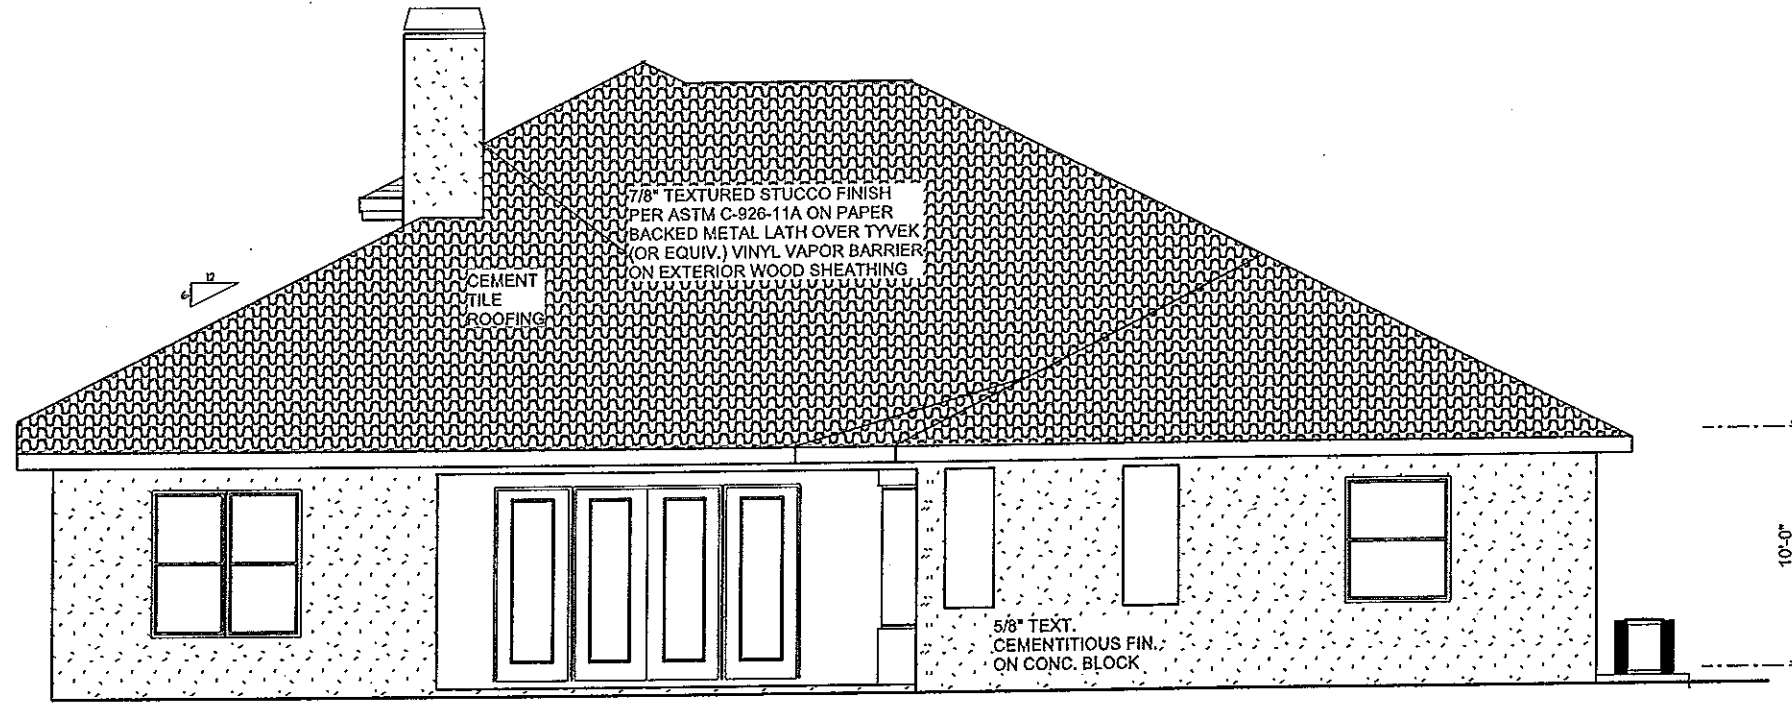 7/8" TEXTURED STUCCO FINISH
PER ASTM C-926-11A ON PAPER
BACKED METAL LATH OVER TYVEK
(OR EQUIV.) VINYL VAPOR BARRIER
ON EXTERIOR WOOD SHEATHING
CEMENT
TILE
ROOFING
12
6
10'-0"
5/8" TEXT.
CEMENTITIOUS FIN.
ON CONC. BLOCK